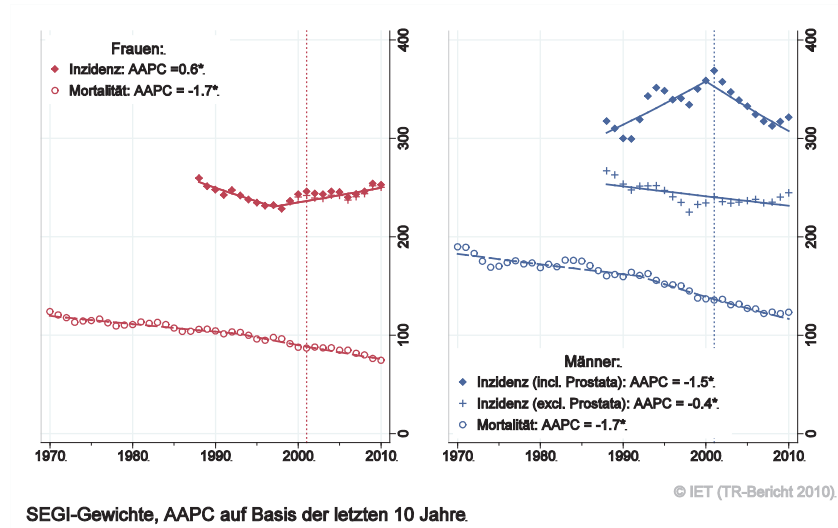 Frauen:
Inzidenz: AAPC =0.6*.
Mortalität: AAPC = -1.7*.
400
300
200
100
0
1970.
1980.
1990.
2000.
2010.
400
300
200
100
0
Männer:
Inzidenz (incl. Prostata): AAPC = -1.5*.
Inzidenz (excl. Prostata): AAPC = -0.4*.
Mortalität: AAPC = -1.7*.
1970.
1980.
1990.
2000.
2010.
© IET (TR-Bericht 2010).
SEGI-Gewichte, AAPC auf Basis der letzten 10 Jahre.